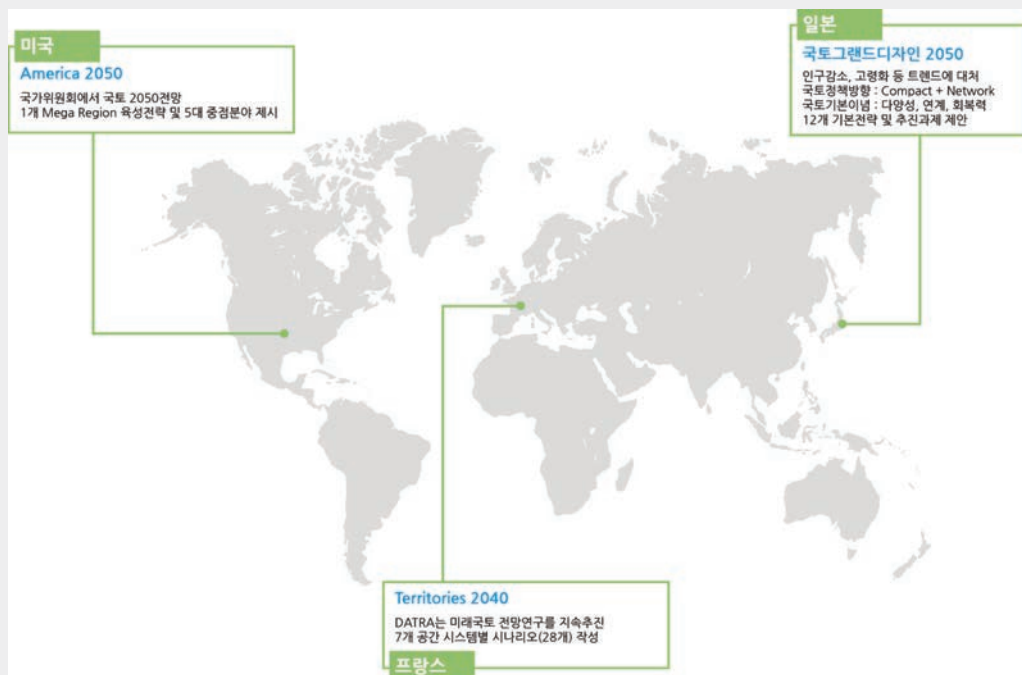 미국
America 2050
국가위원회에서 국토 2050전망
1개 Mega Region 육성전략 및 5대 중점분야 제시
일본
국토그랜드디자인 2050
인구감소, 고령화 등 트렌드에 대처
국토정책방향 : Compact + Network
국토기본이념 : 다양성, 연계, 회복력
12개 기본전략 및 추진과제 제안
Territories 2040
DATRA는 미래국토 전망연구를 지속추진
7개 공간 시스템별 시나리오(28개) 작성
프랑스